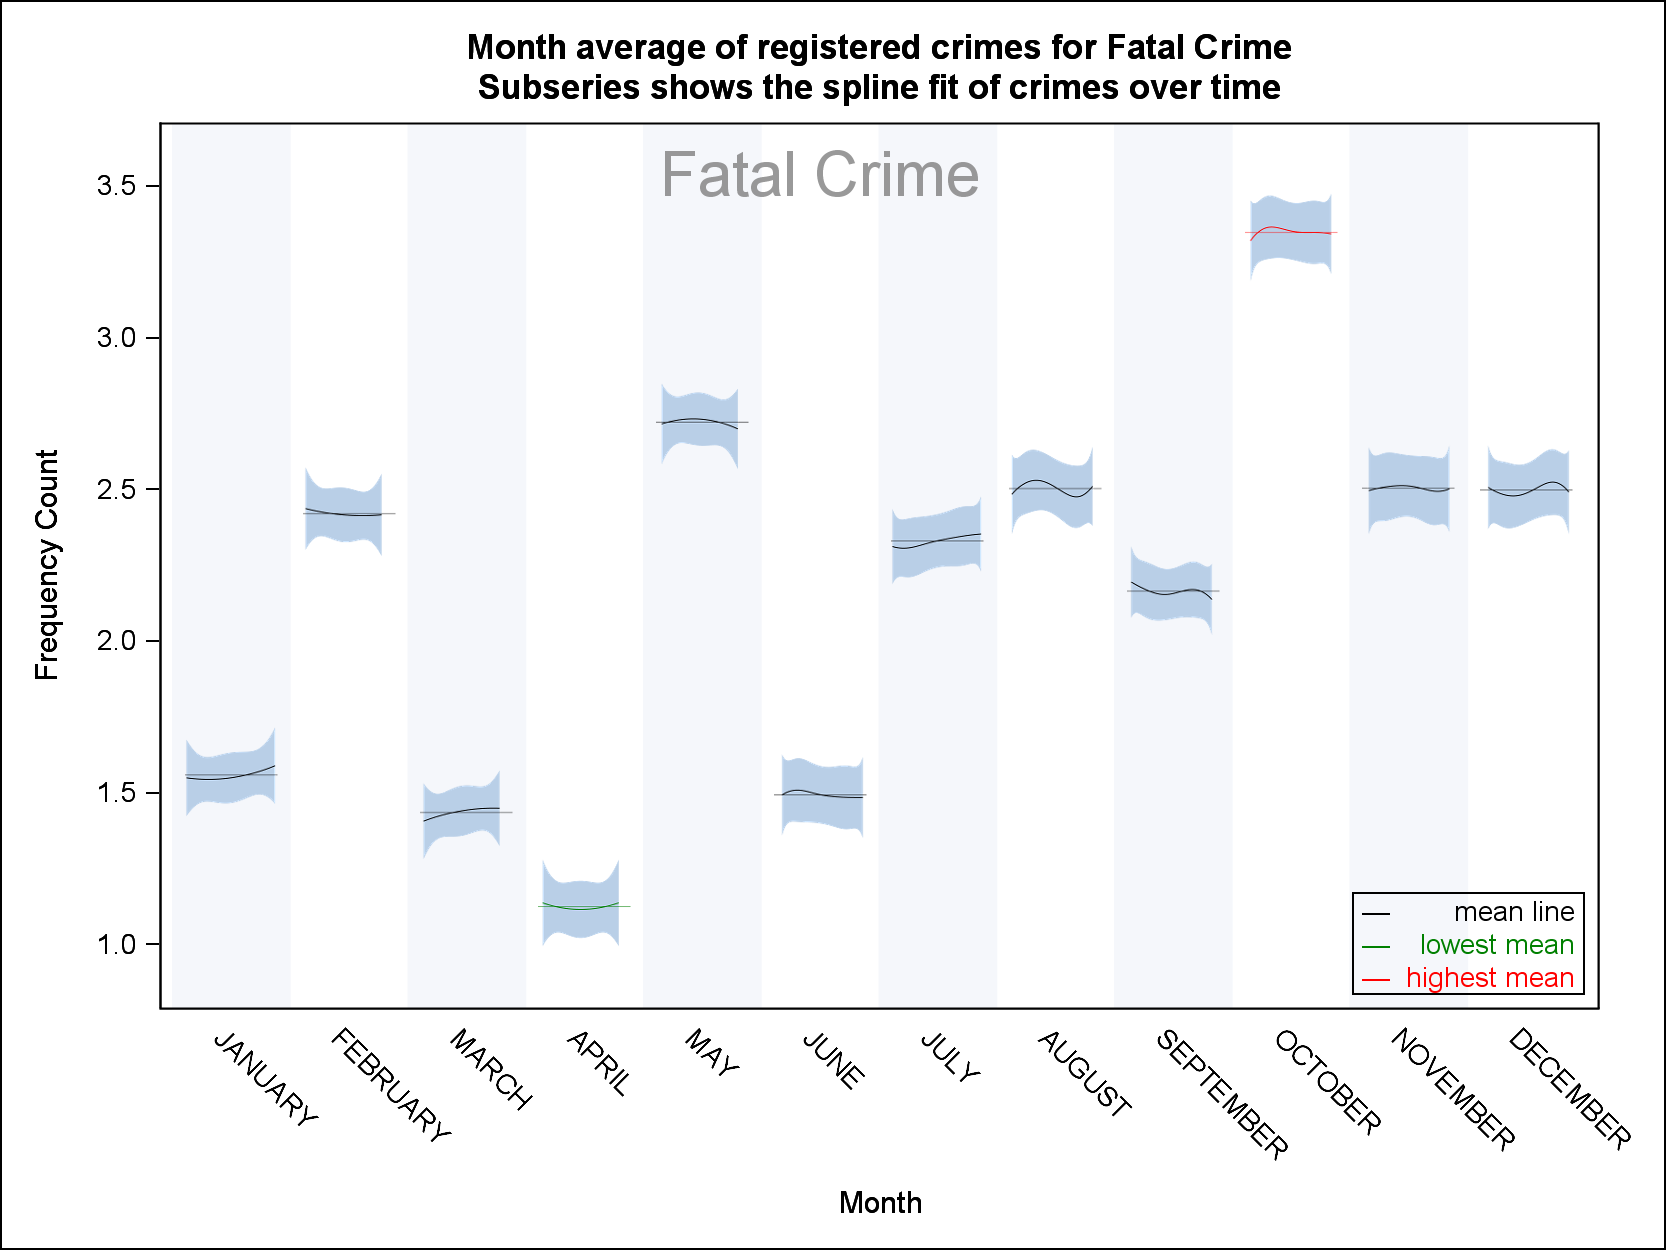 Month average of registered crimes for Fatal Crime
Subseries shows the spline fit of crimes over time
Fatal Crime
Frequency Count
3.5
3.0
2.5
2.0
1.5
1.0
mean line
lowest mean
highest mean
JANUARY
FEBRUARY
MARCH
APRIL
MAY
JUNE
JULY
AUGUST
SEPTEMBER
OCTOBER
NOVEMBER
DECEMBER
Month